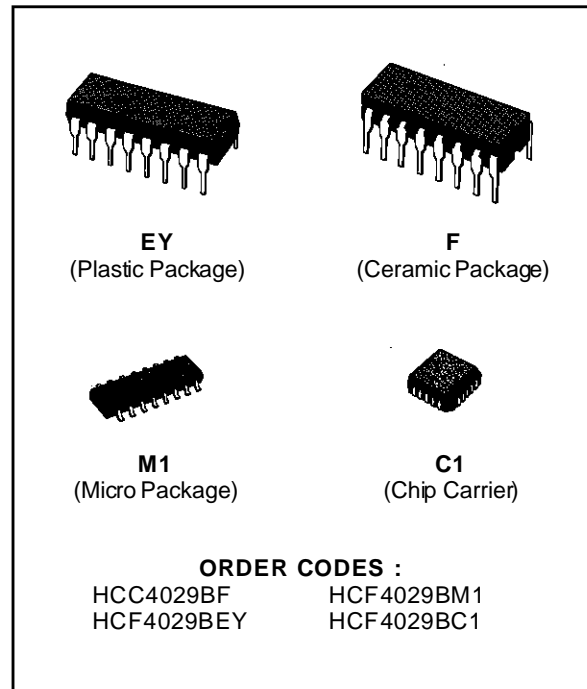 EY
(Plastic Package)
F
(Ceramic Package)
M1
(Micro Package)
C1
(Chip Carrier)
ORDER CODES :
HCC4029BF HCF4029BM1
HCF4029BEY HCF4029BC1